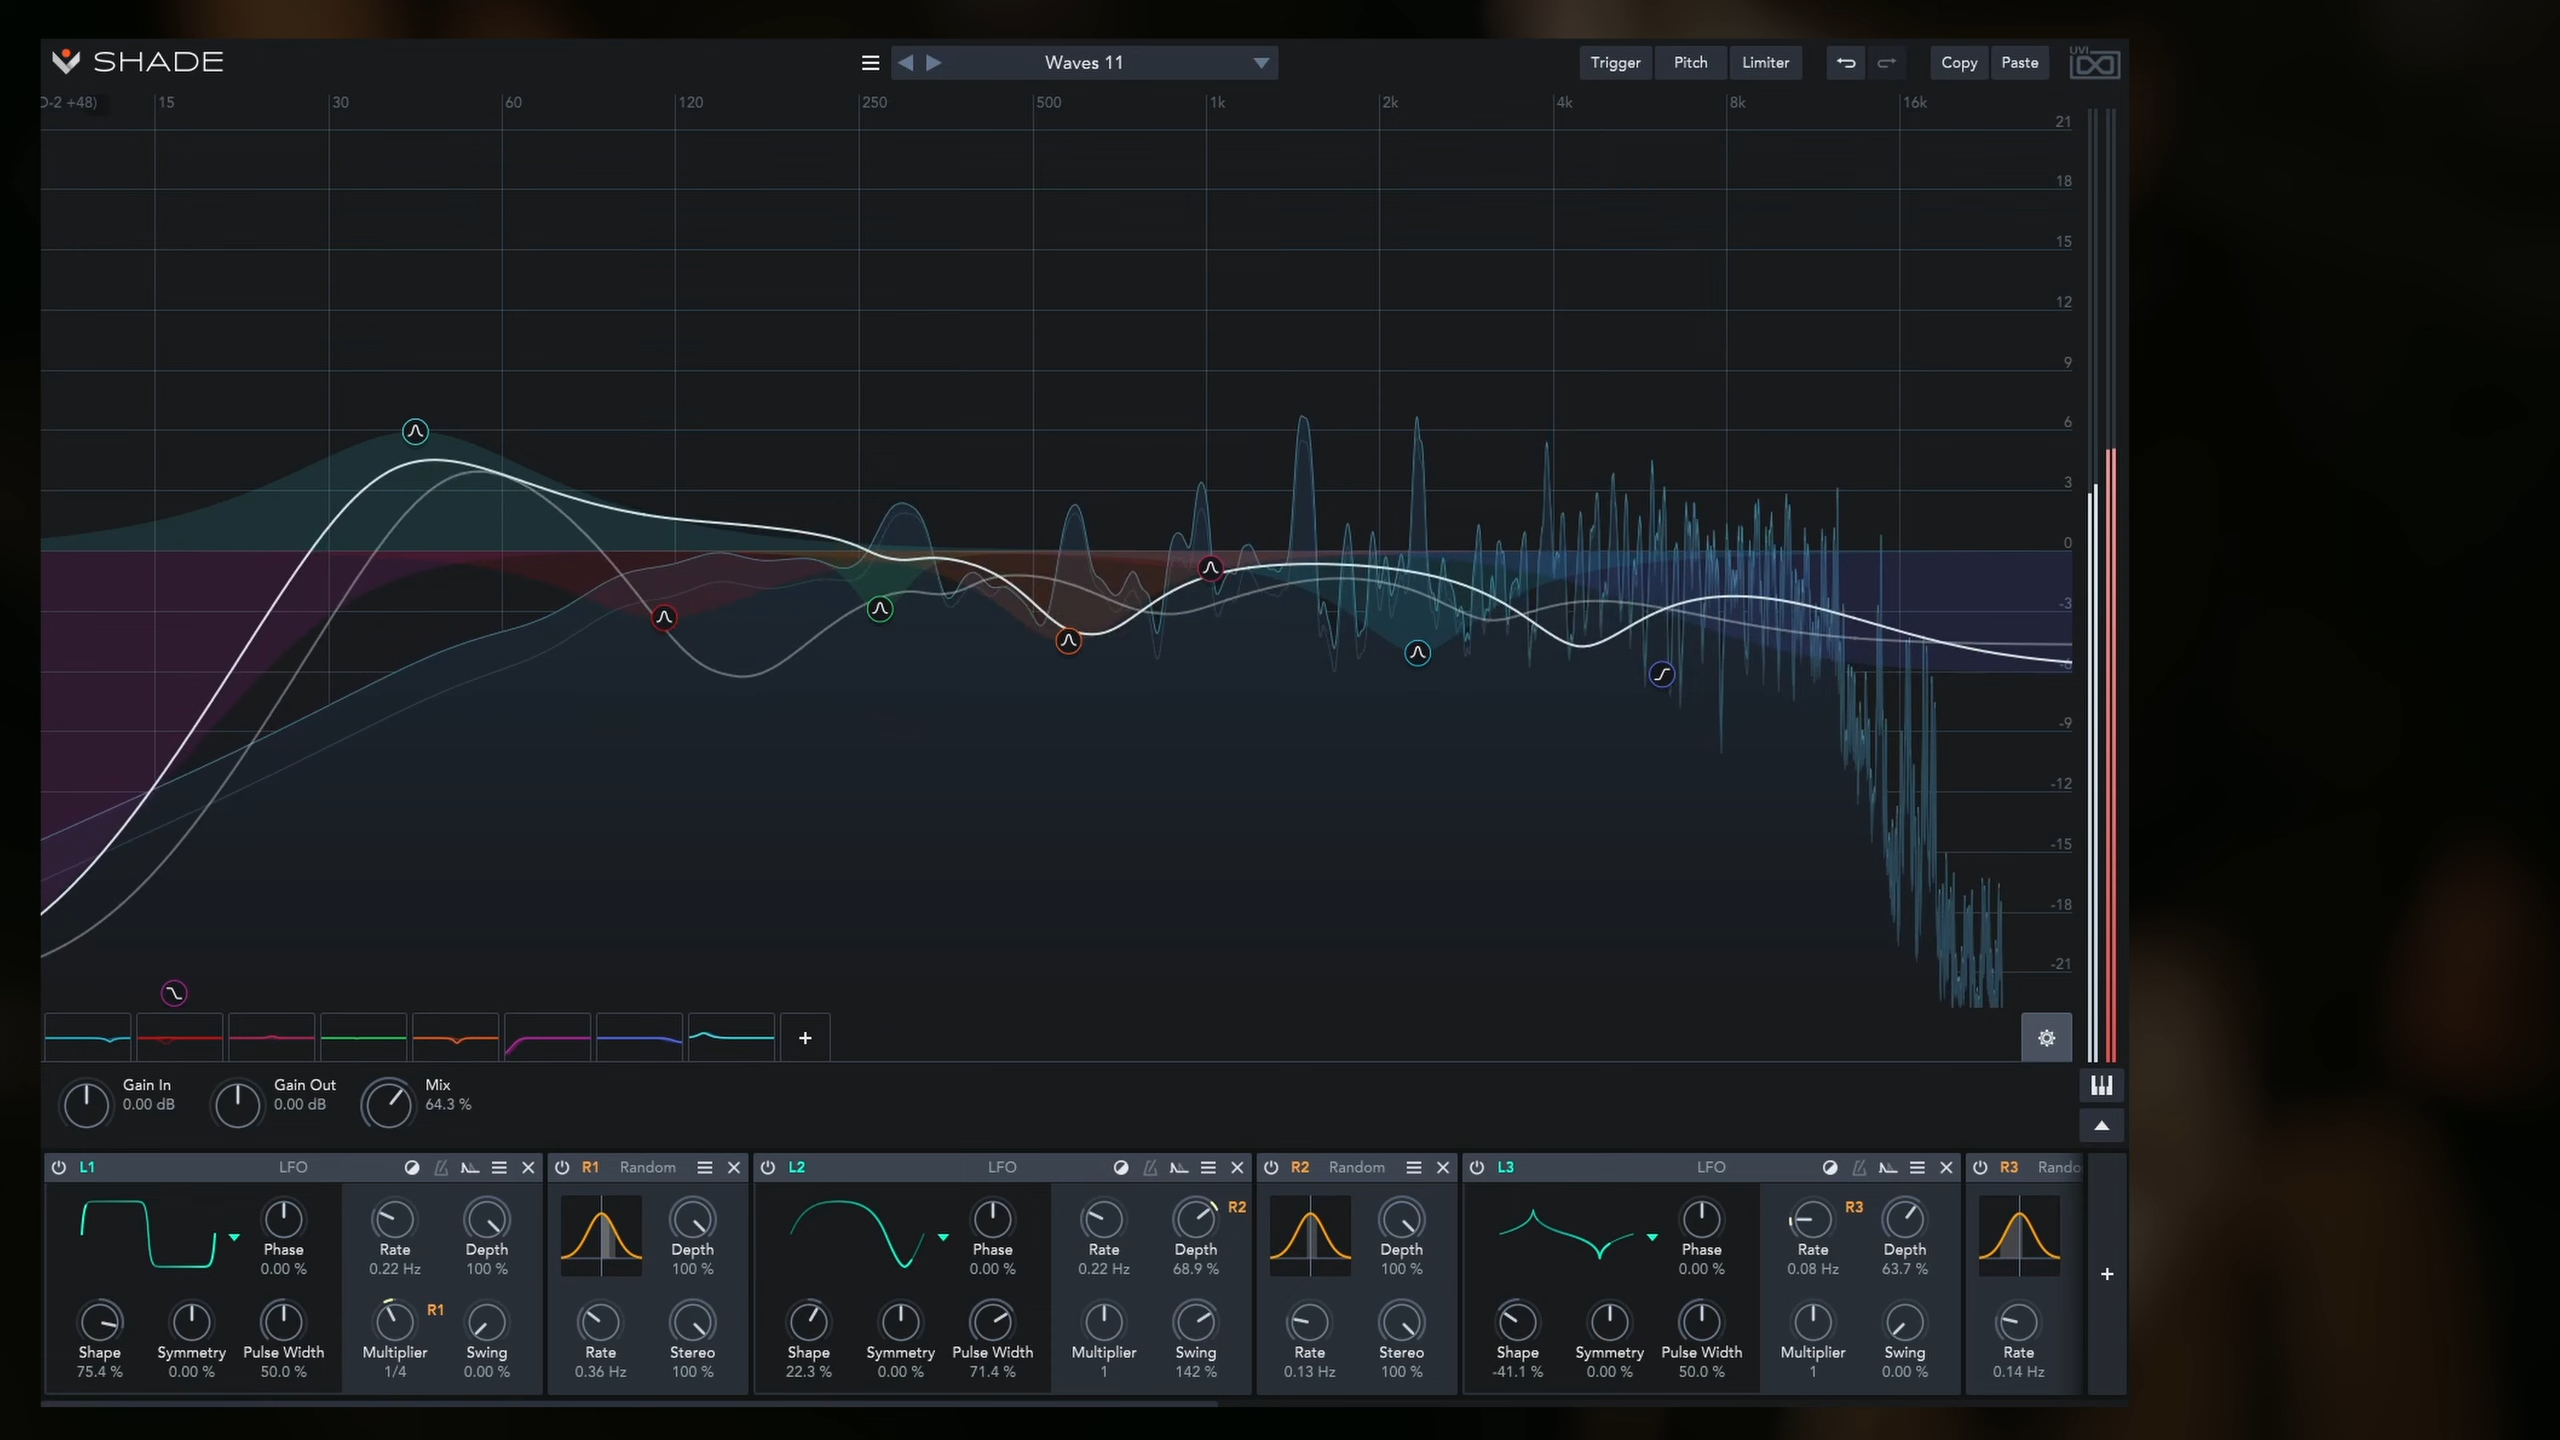 SHADE
Waves 11
Trigger Pitch Limiter Copy Paste UVI
D-2 +48) 15 30 60 120 250 500 1k 2k 4k 8k 16k
21
18
15
12
9
6
3
0
-3
-6
-9
-12
-15
-18
-21
+
Gain In Gain Out Mix
0.00 dB 0.00 dB 64.3 %
L1 LFO R1 Random L2 LFO R2 Random L3 LFO R3 Rando
R2 R3
Phase Rate Depth Depth Phase Rate Depth Depth Phase Rate Depth
0.00 % 0.22 Hz 100 % 100 % 0.00 % 0.22 Hz 68.9 % 100 % 0.00 % 0.08 Hz 63.7 %
+
R1
Shape Symmetry Pulse Width Multiplier Swing Rate Stereo Shape Symmetry Pulse Width Multiplier Swing Rate Stereo Shape Symmetry Pulse Width Multiplier Swing Rate
75.4 % 0.00 % 50.0 % 1/4 0.00 % 0.36 Hz 100 % 22.3 % 0.00 % 71.4 % 1 142 % 0.13 Hz 100 % -41.1 % 0.00 % 50.0 % 1 0.00 % 0.14 Hz